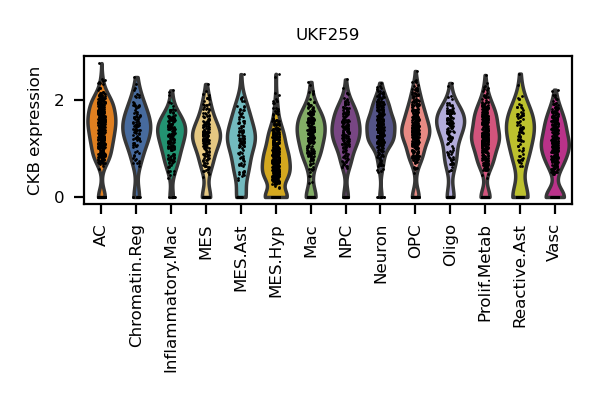 UKF259
CKB expression
2
0
AC
Chromatin.Reg
Inflammatory.Mac
MES
MES.Ast
MES.Hyp
Mac
NPC
Neuron
OPC
Oligo
Prolif.Metab
Reactive.Ast
Vasc